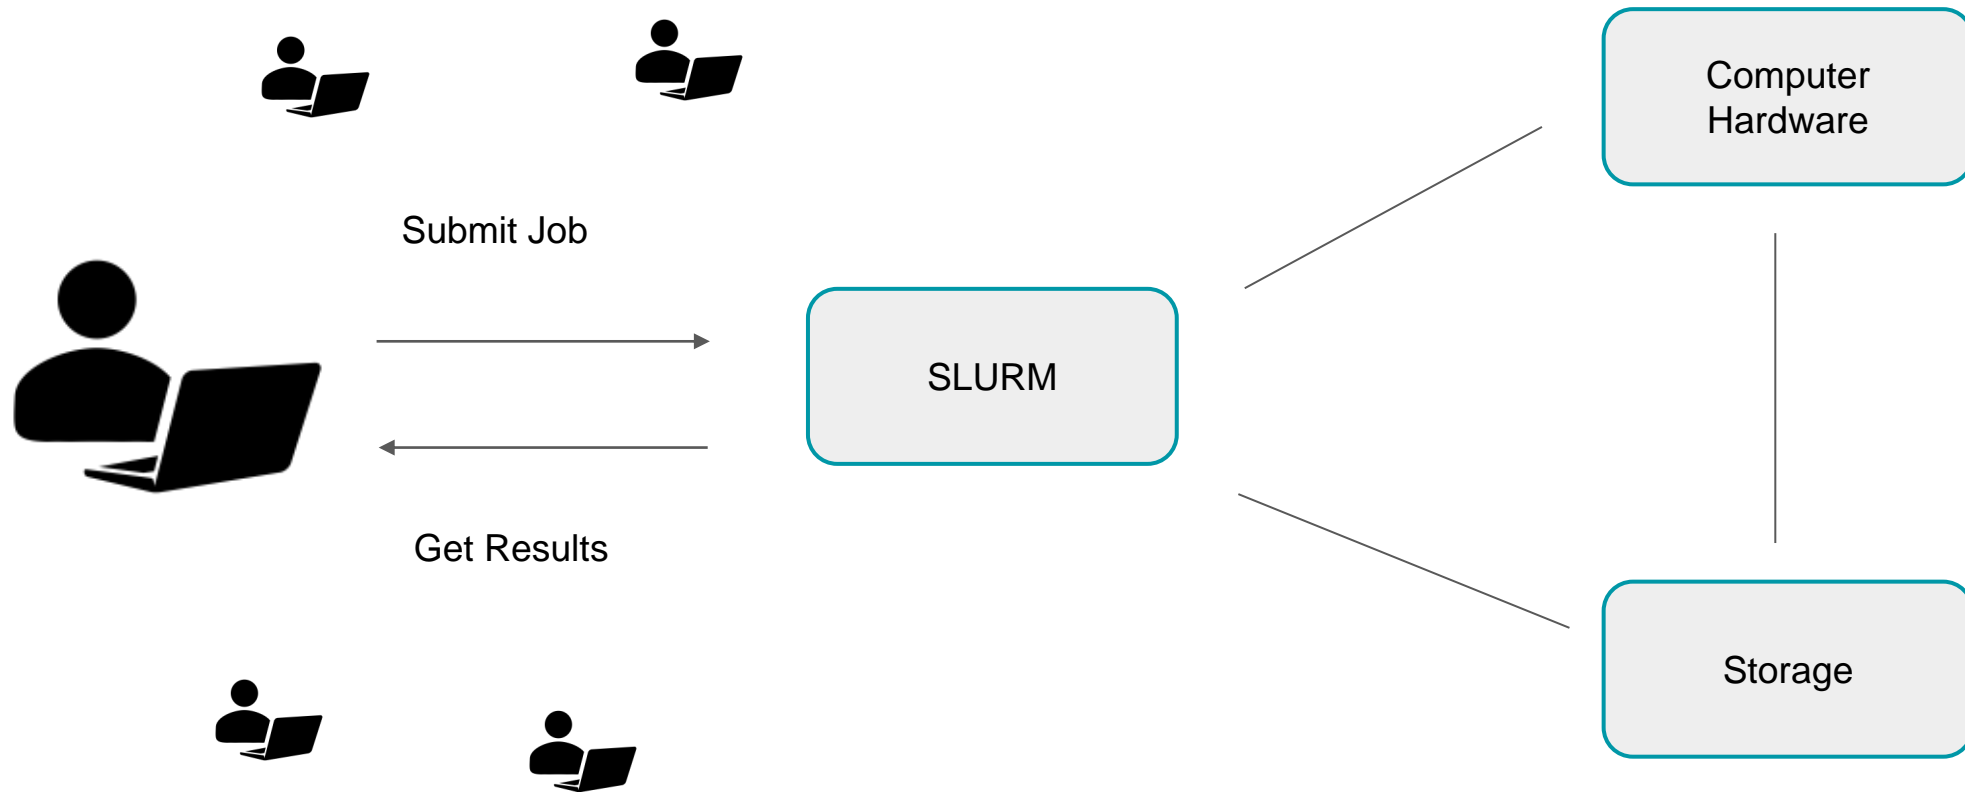 Computer
Hardware
Submit Job
SLURM
Get Results
Storage